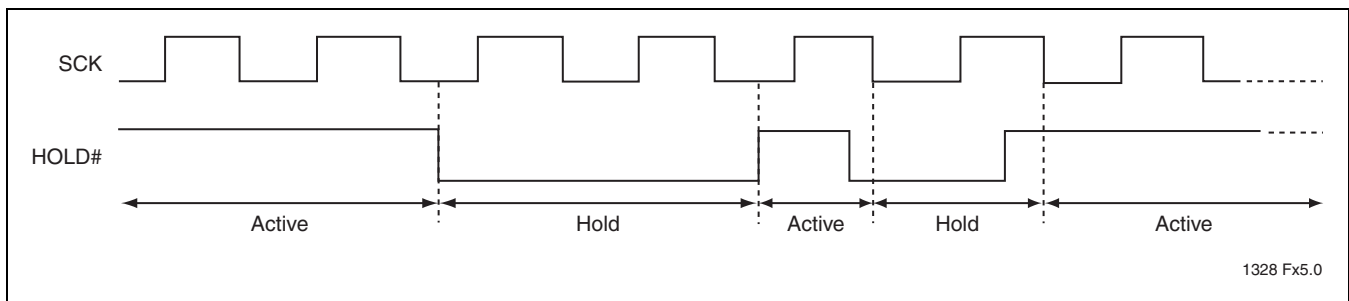 SCK
HOLD#
Active
Hold
Active
Hold
Active
1328 Fx5.0